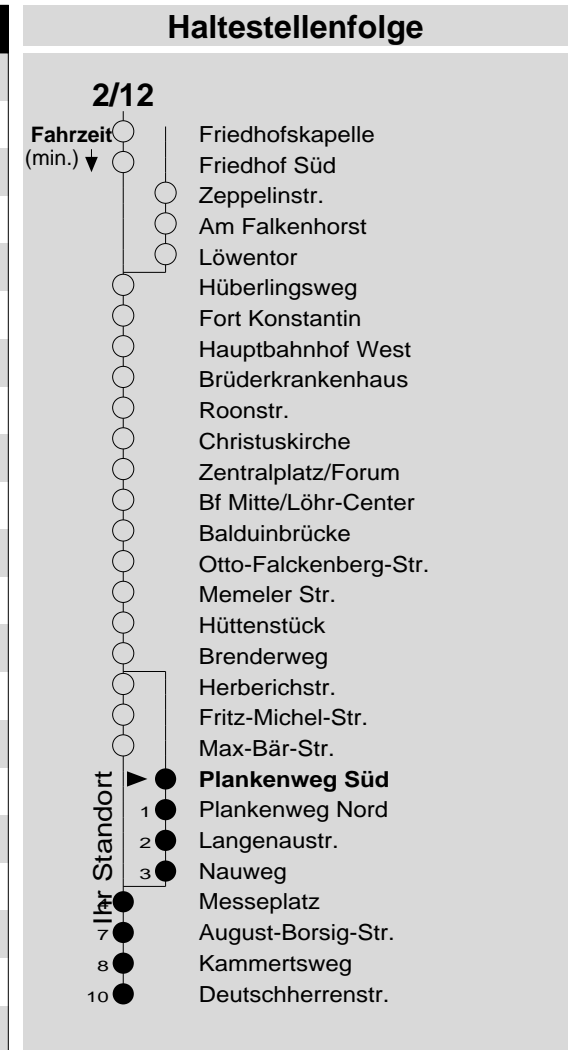 Haltestellenfolge
2/12
Fahrzeit
(min.)
Friedhofskapelle
Friedhof Süd
Zeppelinstr.
Am Falkenhorst
Löwentor
Hüberlingsweg
Fort Konstantin
Hauptbahnhof West
Brüderkrankenhaus
Roonstr.
Christuskirche
Zentralplatz/Forum
Bf Mitte/Löhr-Center
Balduinbrücke
Otto-Falckenberg-Str.
Memeler Str.
Hüttenstück
Brenderweg
Herberichstr.
Fritz-Michel-Str.
Max-Bär-Str.
Ihr Standort
Plankenweg Süd
1 Plankenweg Nord
2 Langenaustr.
3 Nauweg
4 Messeplatz
7 August-Borsig-Str.
8 Kammertsweg
10 Deutschherrenstr.